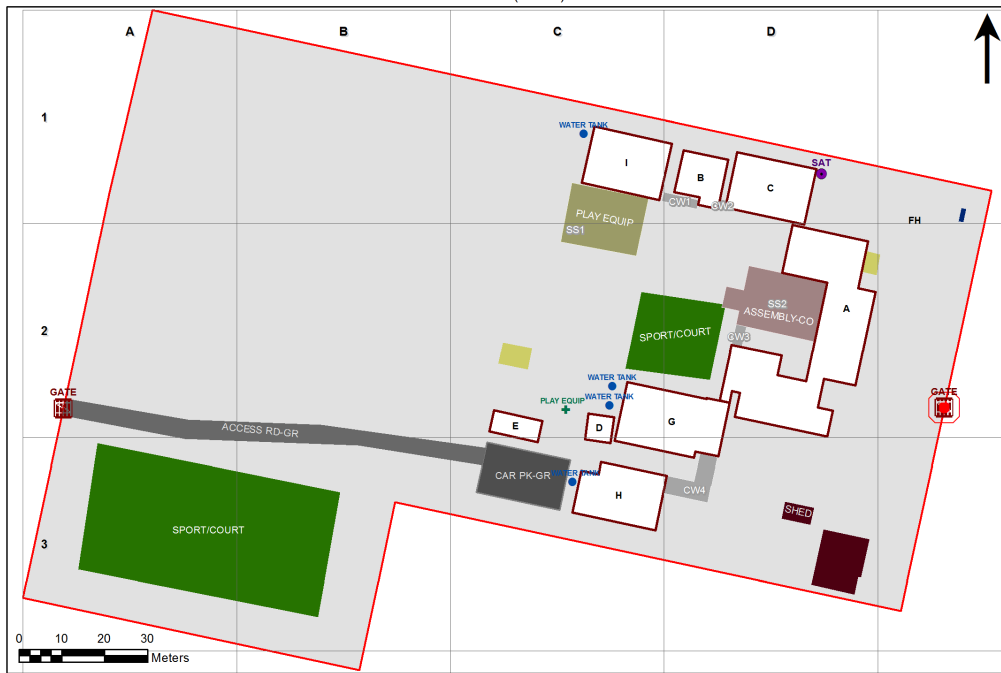 A
B
C
D
1
WATER TANK
I
B
C
SAT
CW1
CW2
PLAY EQUIP
SS1
FH
2
SS2
ASSEMBLY-CO
A
SPORT/COURT
CW3
WATER TANK
GATE
PLAY EQUIP
WATER TANK
GATE
E
D
G
ACCESS RD-GR
CAR PK-GR
WATER TANK
H
CW4
SHED
3
SPORT/COURT
0 10 20 30
Meters